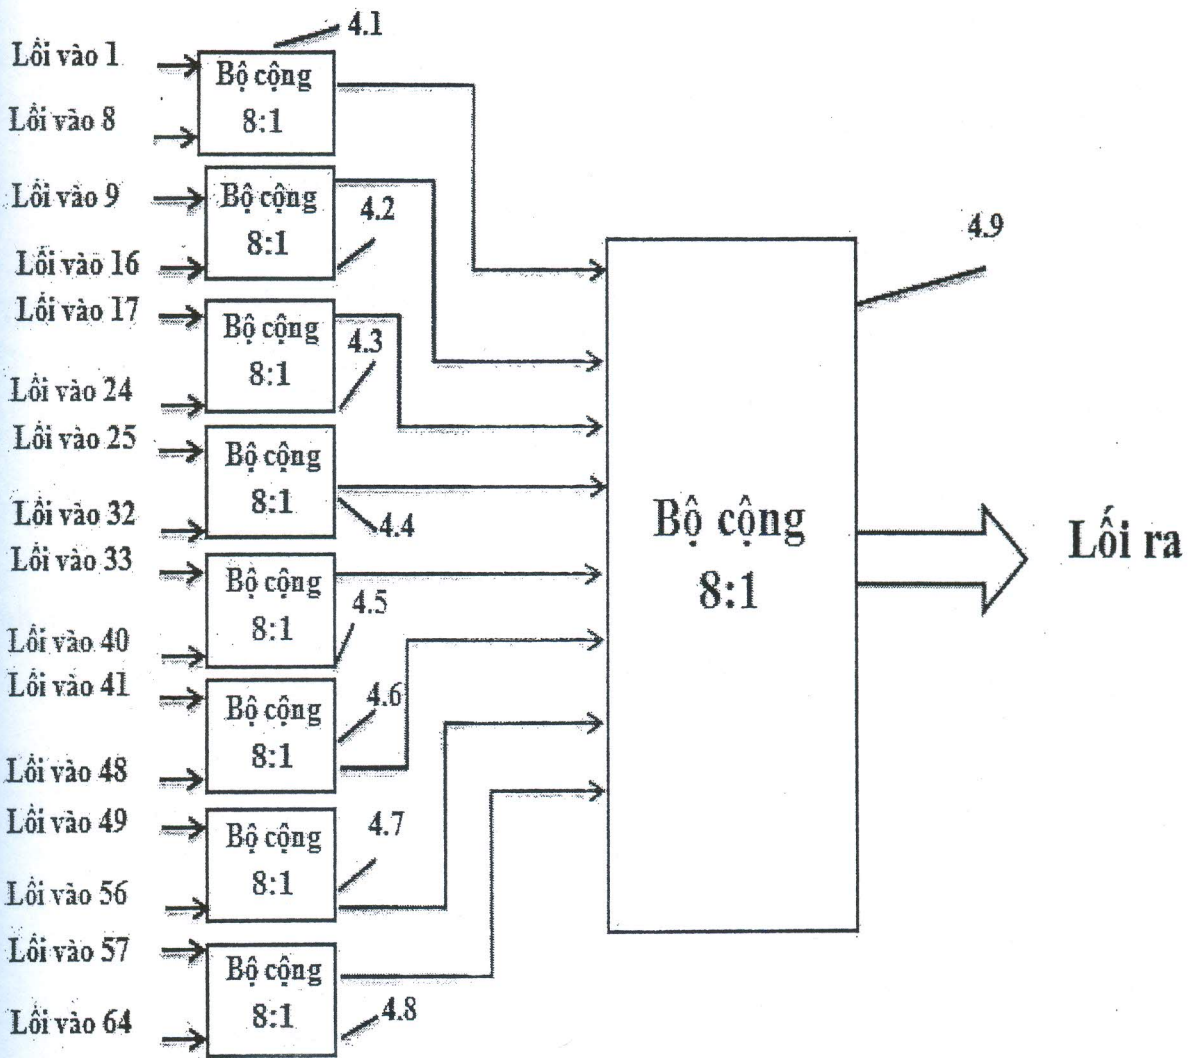 4.1
Lối vào 1
Bộ cộng
8:1
Lối vào 8
Lối vào 9
Bộ cộng
8:1
4.2
Lối vào 16
Lối vào 17
Bộ cộng
8:1
4.3
Lối vào 24
Lối vào 25
Bộ cộng
8:1
4.4
Lối vào 32
Lối vào 33
Bộ cộng
8:1
4.5
Lối vào 40
Lối vào 41
Bộ cộng
8:1
4.6
Lối vào 48
Lối vào 49
Bộ cộng
8:1
4.7
Lối vào 56
Lối vào 57
Bộ cộng
8:1
4.8
Lối vào 64
4.9
Bộ cộng
8:1
Lối ra